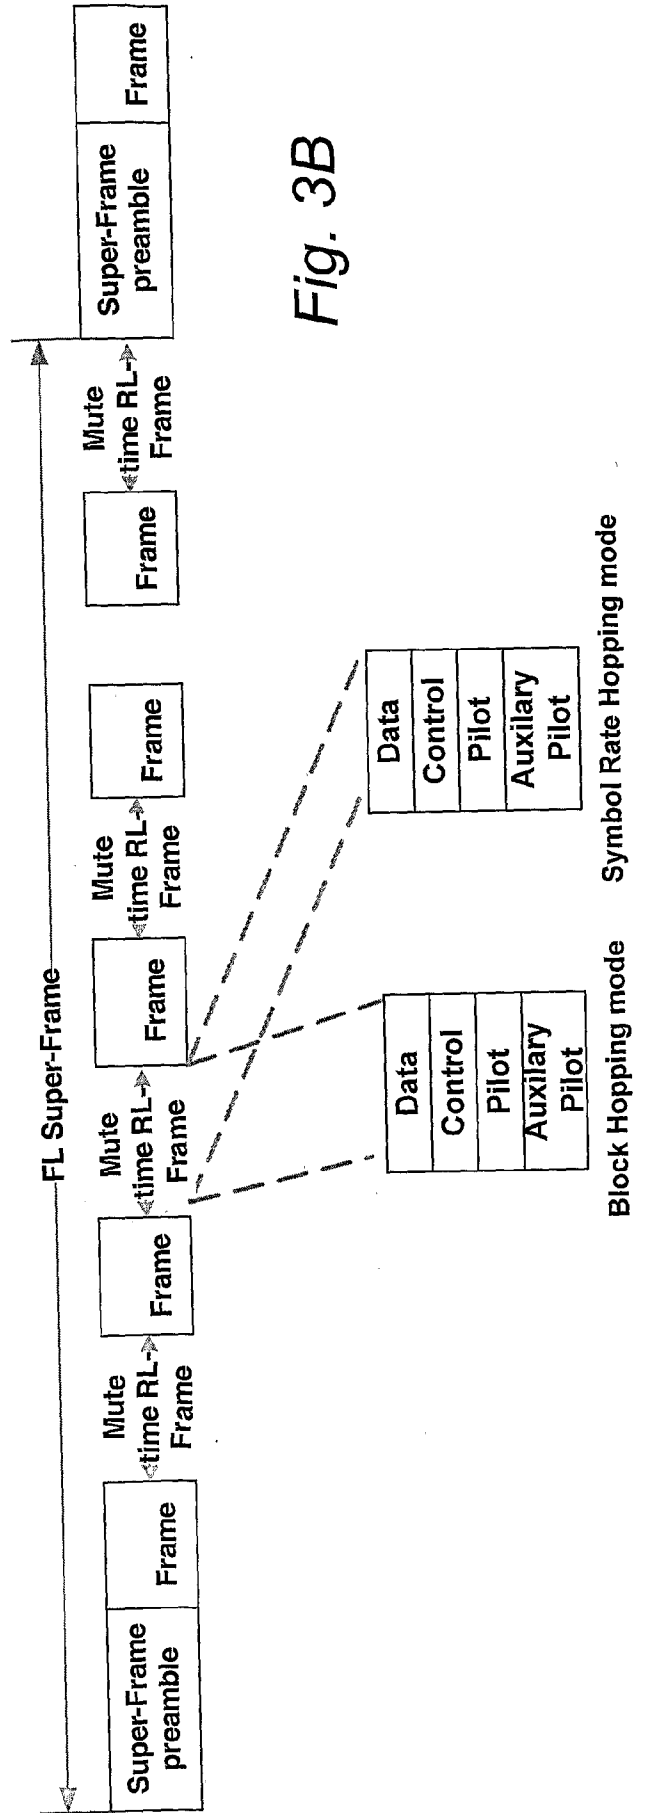 FL Super-Frame
Super-Frame
preamble
Frame
Mute
time RL-
Frame
Frame
Mute
time RL-
Frame
Frame
Mute
time RL-
Frame
Frame
Frame
Mute
time RL-
Frame
Super-Frame
preamble
Frame
Data
Control
Pilot
Auxilary
Pilot
Block Hopping mode
Data
Control
Pilot
Auxilary
Pilot
Symbol Rate Hopping mode
Fig. 3B